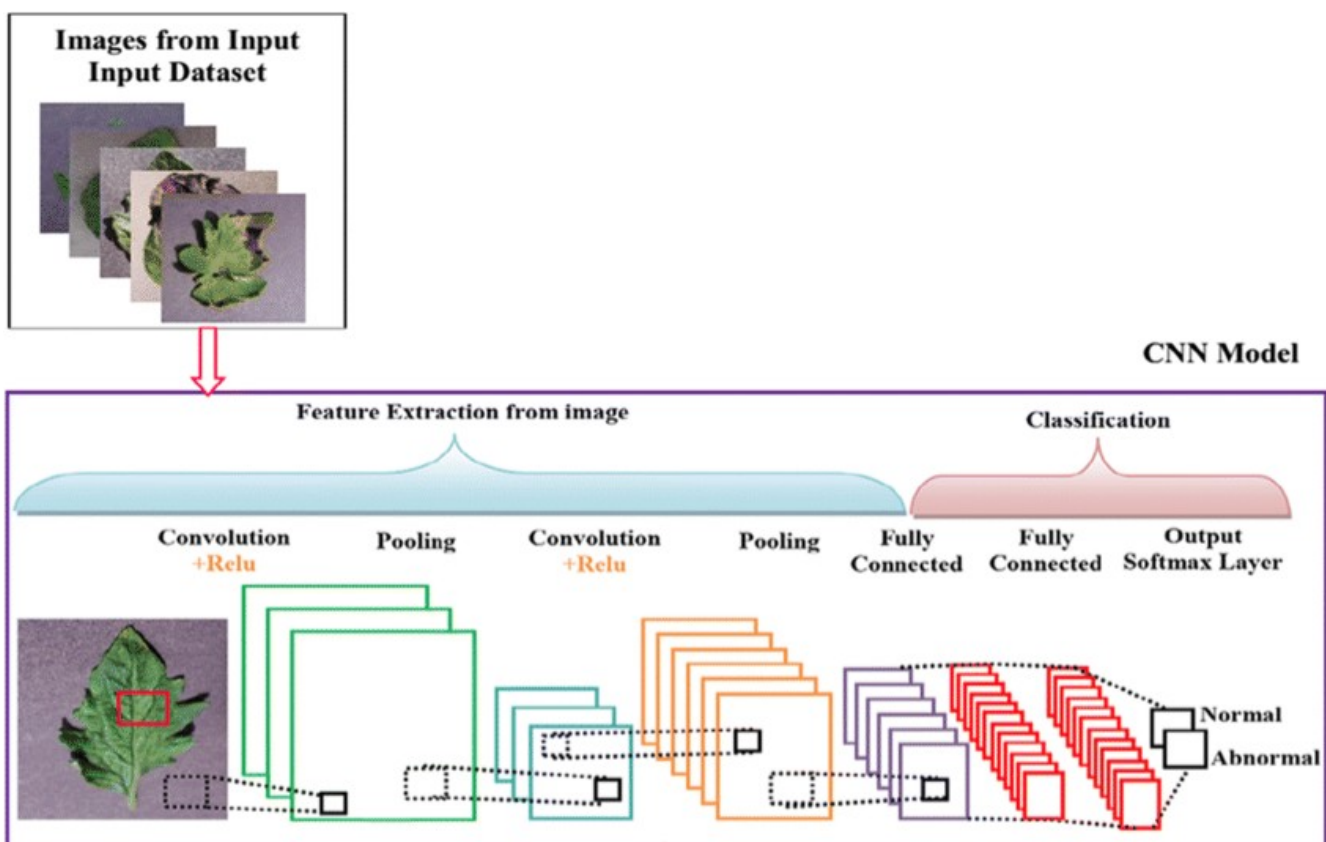 Images from Input
Input Dataset
CNN Model
Feature Extraction from image
Classification
Convolution
+Relu
Pooling
Convolution
+Relu
Pooling
Fully
Connected
Fully
Connected
Output
Softmax Layer
Normal
Abnormal